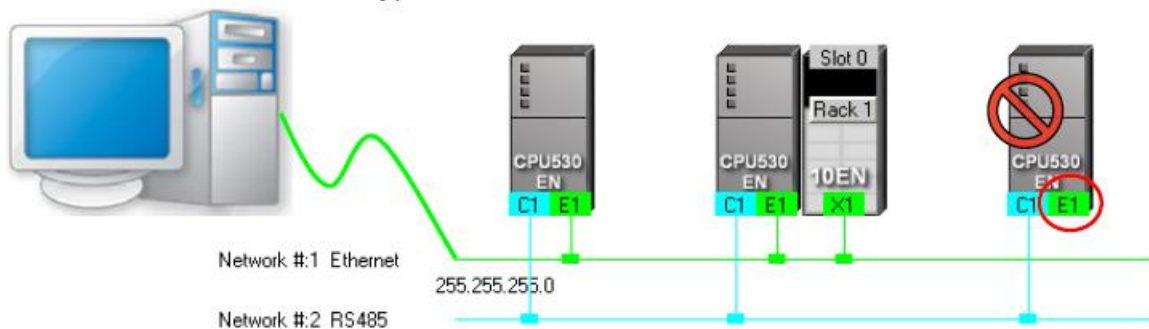 Slot 0
Rack 1
CPU530
EN
C1 E1
CPU530
EN
C1 E1
10EN
X1
CPU530
EN
C1 E1
Network #:1 Ethernet
255.255.255.0
Network #:2 RS485